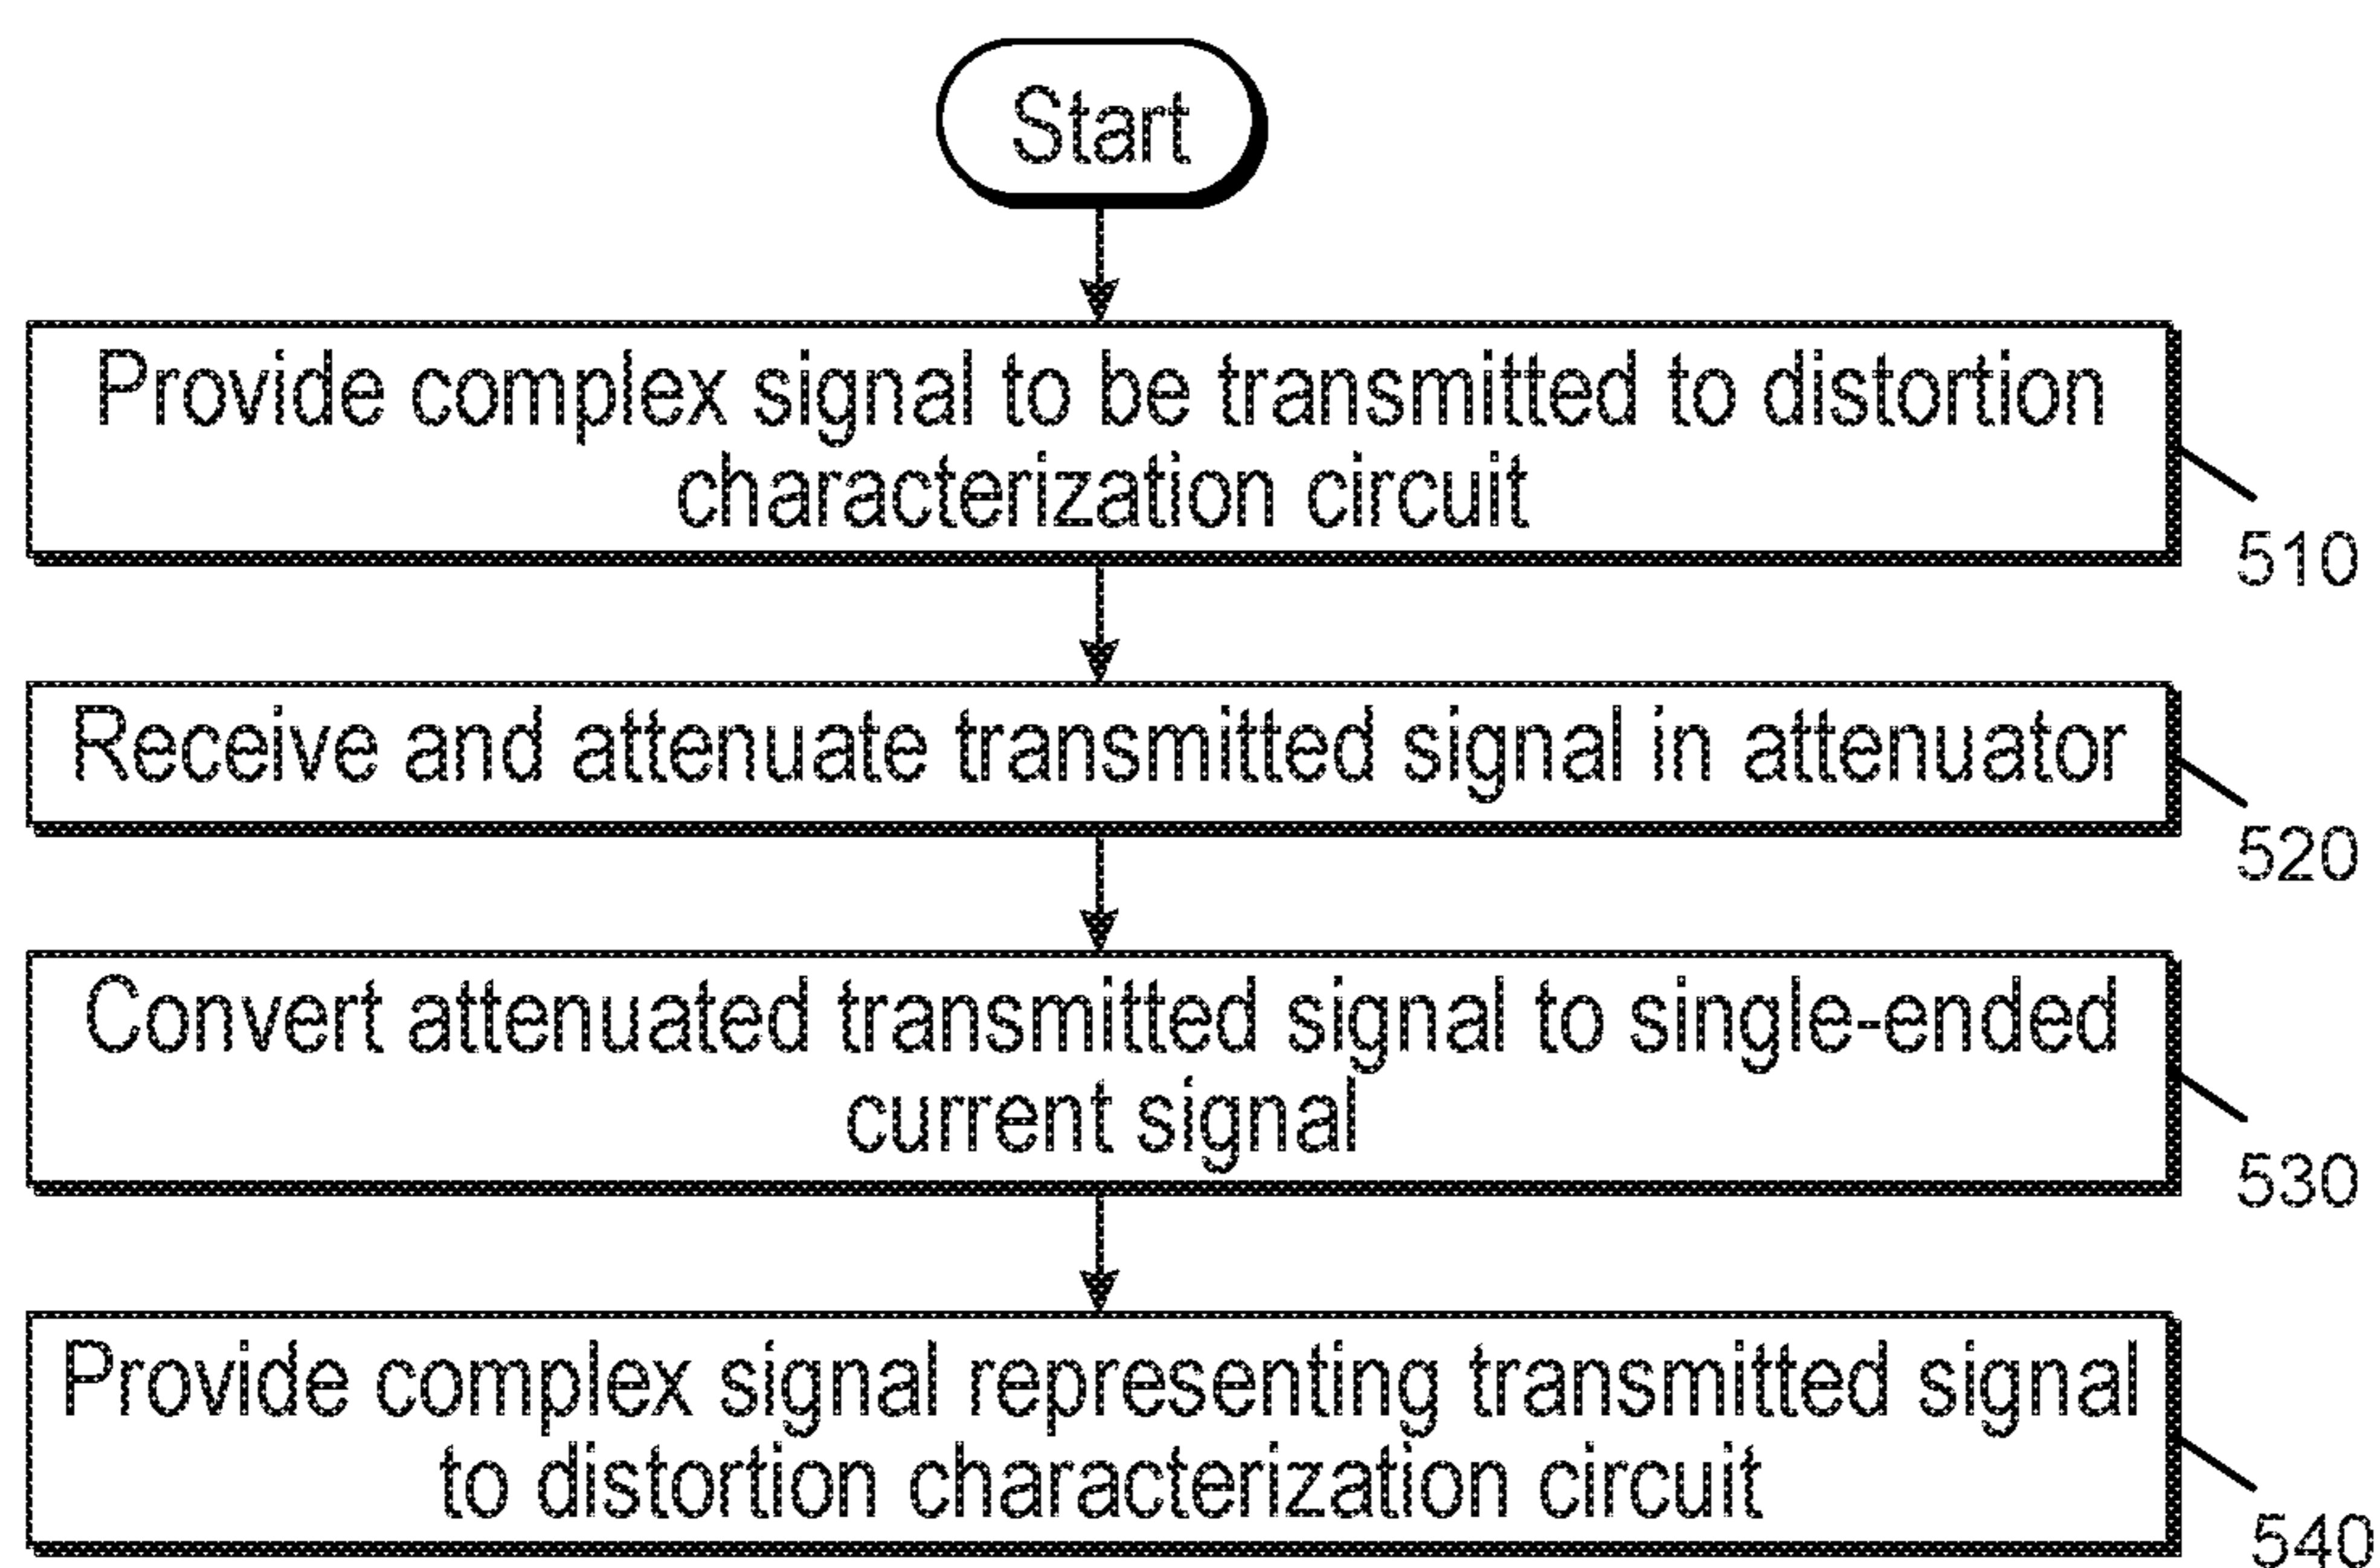 Start
Provide complex signal to be transmitted to distortion
characterization circuit
510
Receive and attenuate transmitted signal in attenuator
520
Convert attenuated transmitted signal to single-ended
current signal
530
Provide complex signal representing transmitted signal
to distortion characterization circuit
540